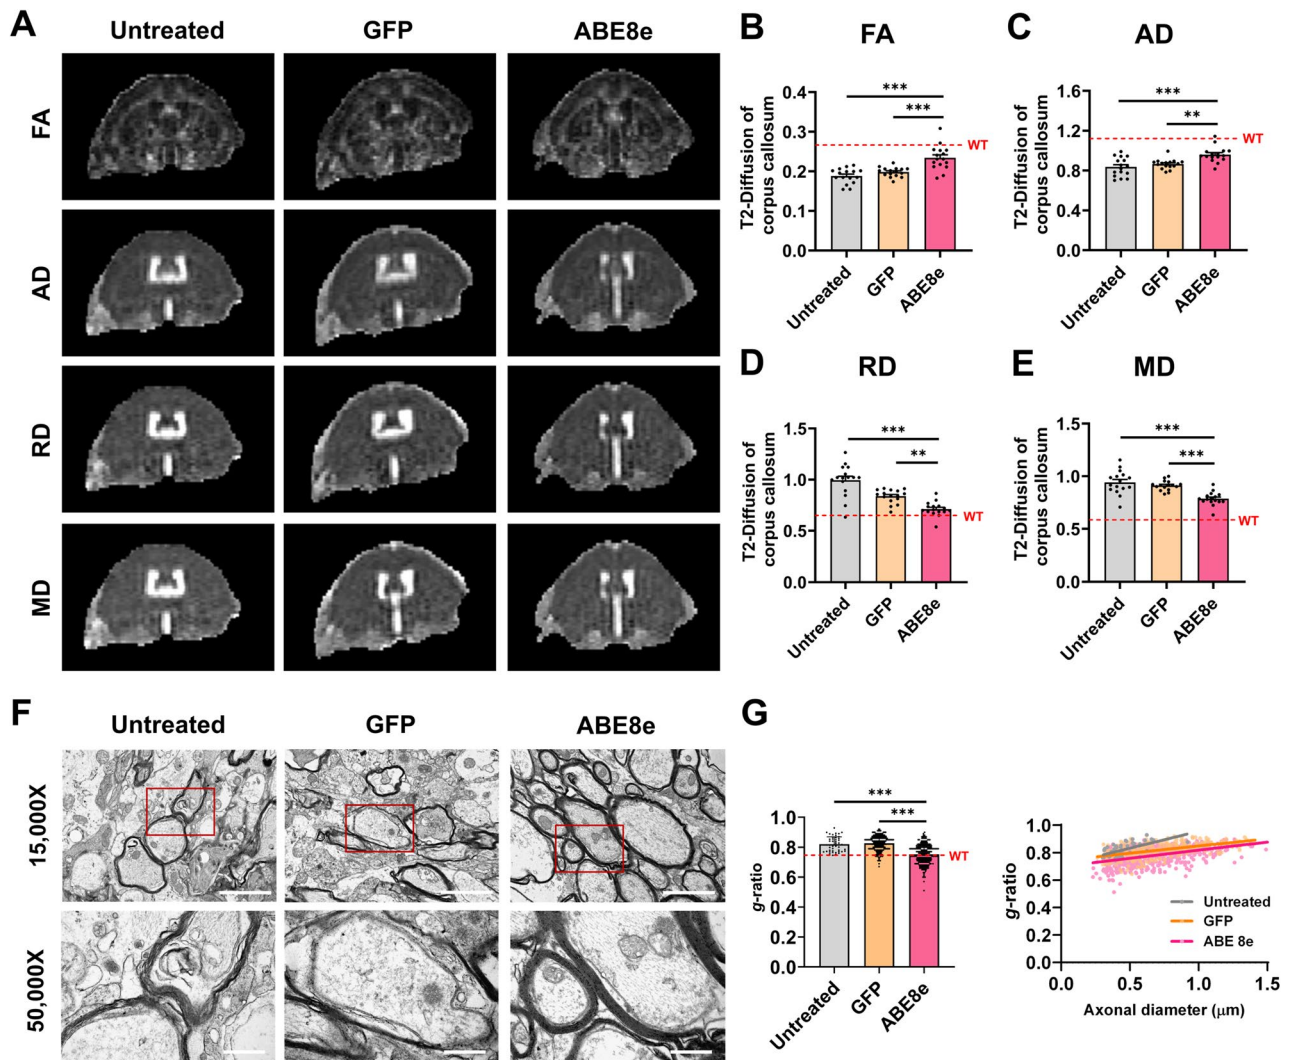 A
Untreated
GFP
ABE8e
FA
AD
RD
MD
B
FA
T2-Diffusion of
corpus callosum
0.4
0.3
0.2
0.1
0.0
***
***
WT
Untreated
GFP
ABE8e
C
AD
T2-Diffusion of
corpus callosum
1.6
1.2
0.8
0.4
0.0
***
**
WT
Untreated
GFP
ABE8e
D
RD
T2-Diffusion of
corpus callosum
1.5
1.0
0.5
0.0
***
**
WT
Untreated
GFP
ABE8e
E
MD
T2-Diffusion of
corpus callosum
1.5
1.0
0.5
0.0
***
***
WT
Untreated
GFP
ABE8e
F
Untreated
GFP
ABE8e
15,000X
50,000X
G
g-ratio
1.0
0.8
0.6
0.4
0.2
0.0
***
***
WT
Untreated
GFP
ABE8e
g-ratio
1.0
0.8
0.6
0.4
0.2
0.0
Untreated
GFP
ABE 8e
0.0
0.5
1.0
1.5
Axonal diameter (μm)